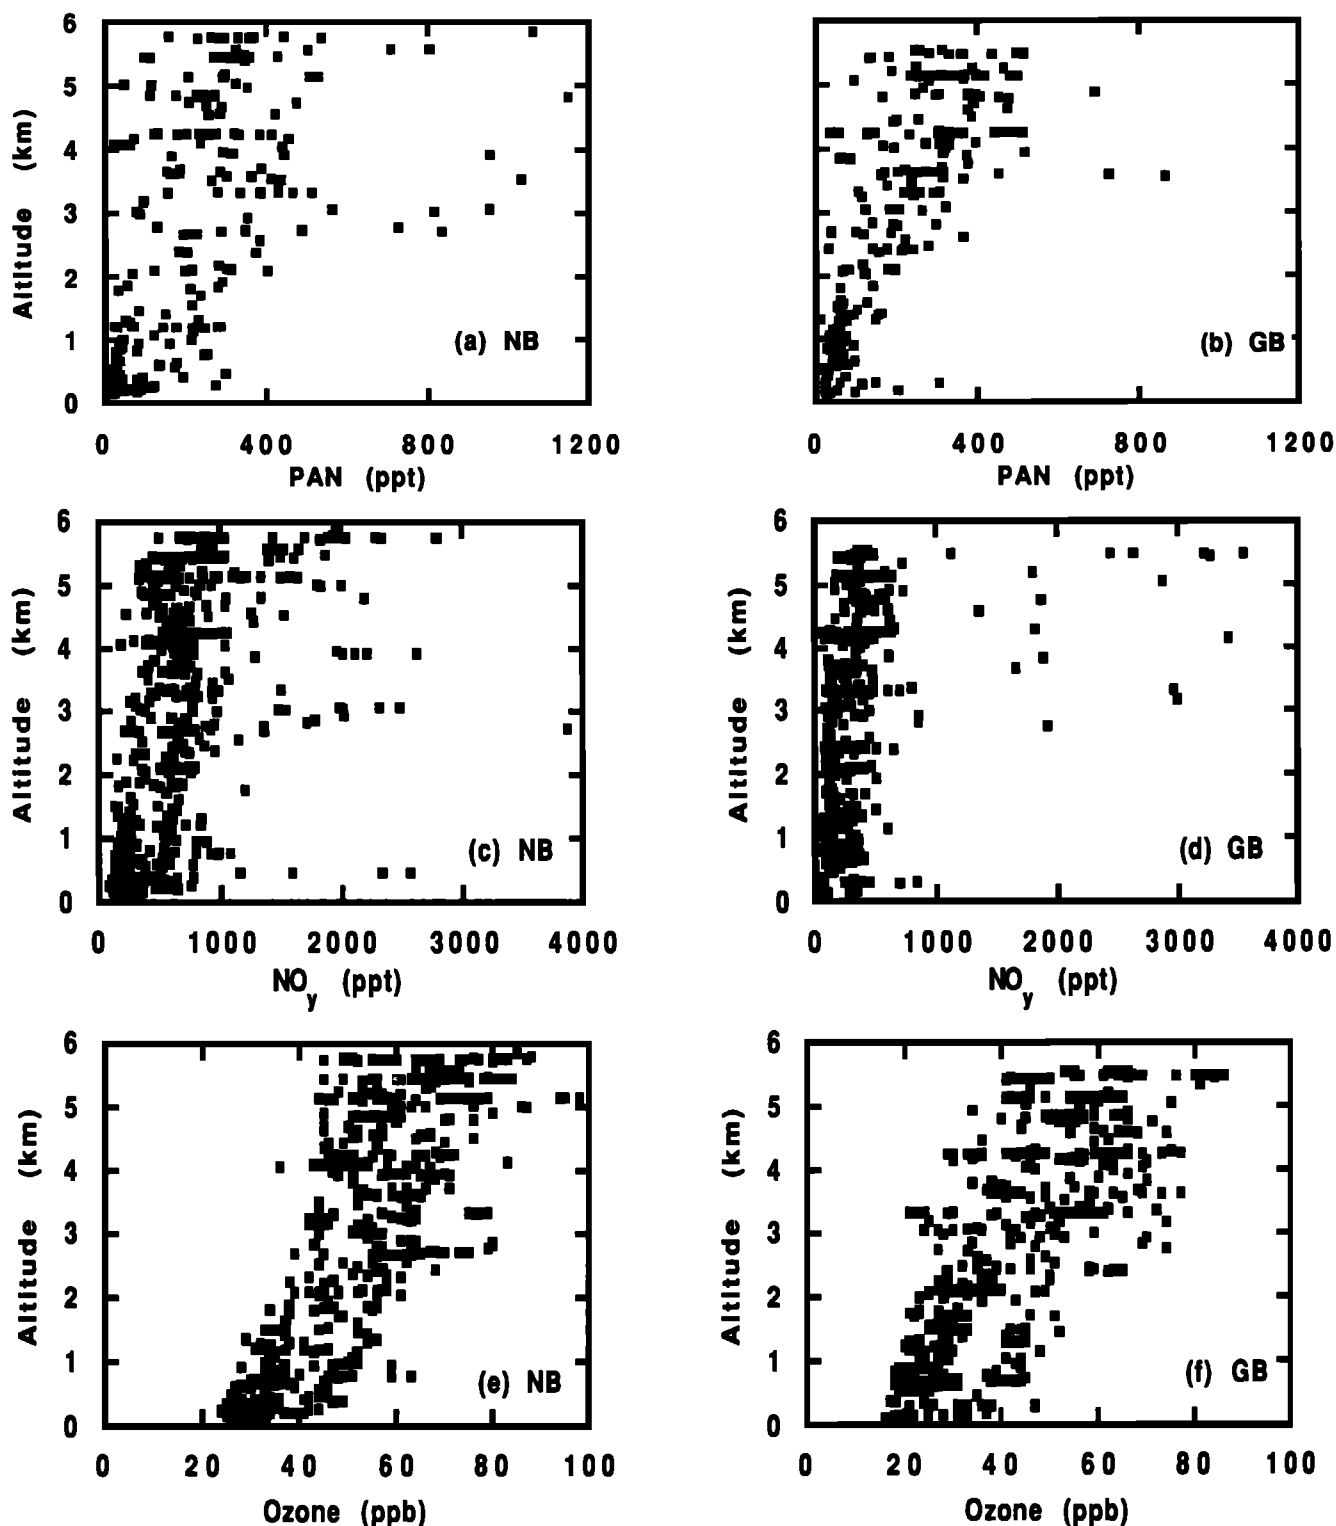 6
5
4
3
2
1
0
Altitude (km)
(a) NB
0 400 800 1200
PAN (ppt)
(b) GB
0 400 800 1200
PAN (ppt)
6
5
4
3
2
1
0
Altitude (km)
(c) NB
0 1000 2000 3000 4000
NOy (ppt)
6
5
4
3
2
1
0
Altitude (km)
(d) GB
0 1000 2000 3000 4000
NOy (ppt)
6
5
4
3
2
1
0
Altitude (km)
(e) NB
0 20 40 60 80 100
Ozone (ppb)
6
5
4
3
2
1
0
Altitude (km)
(f) GB
0 20 40 60 80 100
Ozone (ppb)